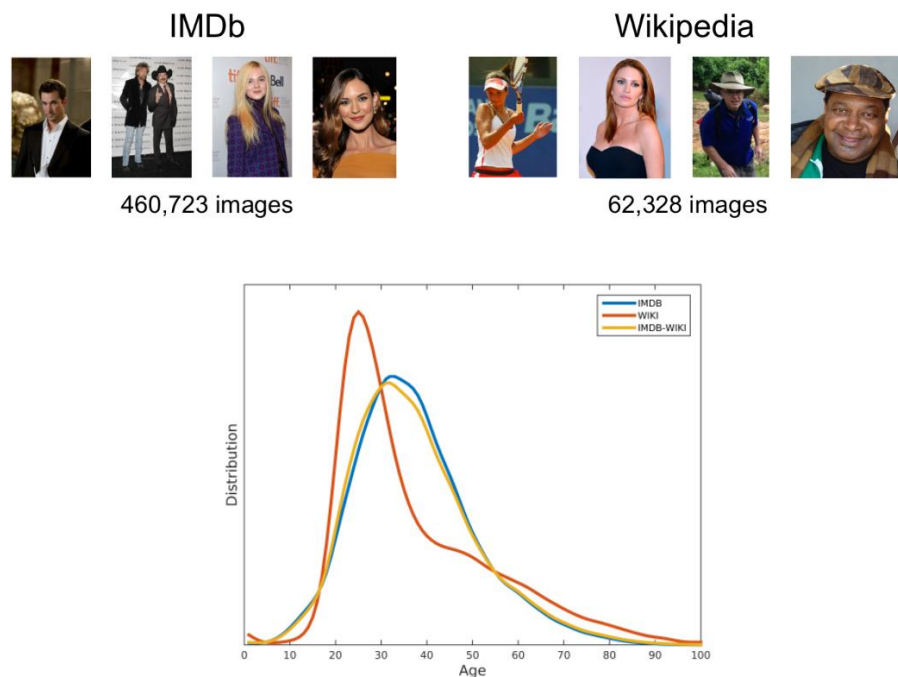 IMDb
Wikipedia
Bell
460,723 images
62,328 images
IMDB
WIKI
IMDB-WIKI
Distribution
0 10 20 30 40 50 60 70 80 90 100
Age